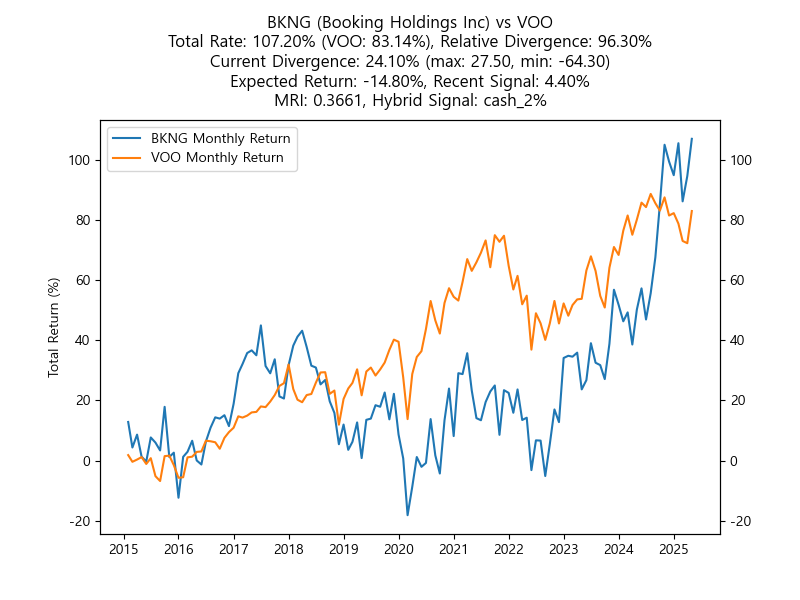 BKNG (Booking Holdings Inc) vs VOO
Total Rate: 107.20% (VOO: 83.14%), Relative Divergence: 96.30%
Current Divergence: 24.10% (max: 27.50, min: -64.30)
Expected Return: -14.80%, Recent Signal: 4.40%
MRI: 0.3661, Hybrid Signal: cash_2%
BKNG Monthly Return
VOO Monthly Return
Total Return (%)
100
80
60
40
20
0
-20
100
80
60
40
20
0
-20
2015 2016 2017 2018 2019 2020 2021 2022 2023 2024 2025